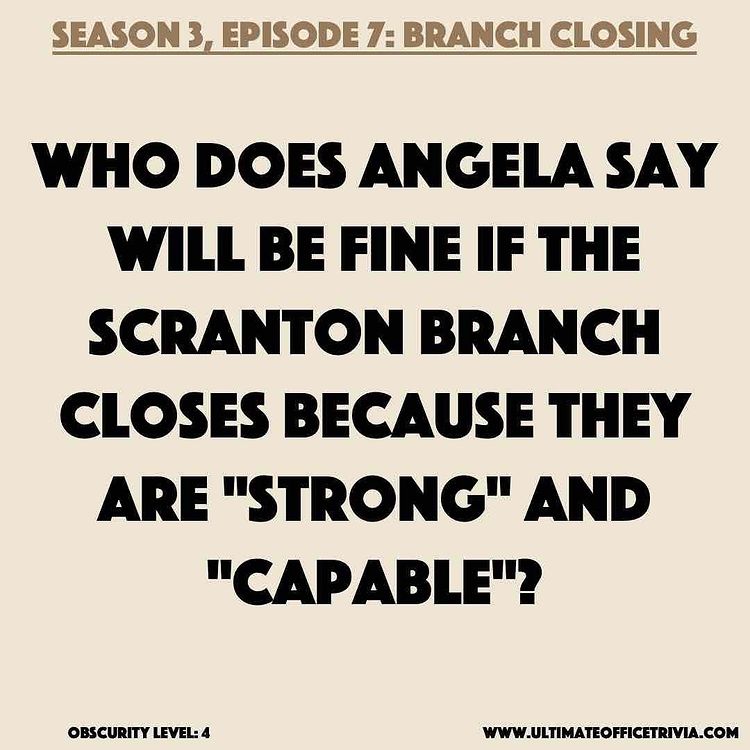 SEASON 3, EPISODE 7: BRANCH CLOSING
WHO DOES ANGELA SAY
WILL BE FINE IF THE
SCRANTON BRANCH
CLOSES BECAUSE THEY
ARE "STRONG" AND
"CAPABLE"?
OBSCURITY LEVEL: 4
WWW.ULTIMATEOFFICETRIVIA.COM